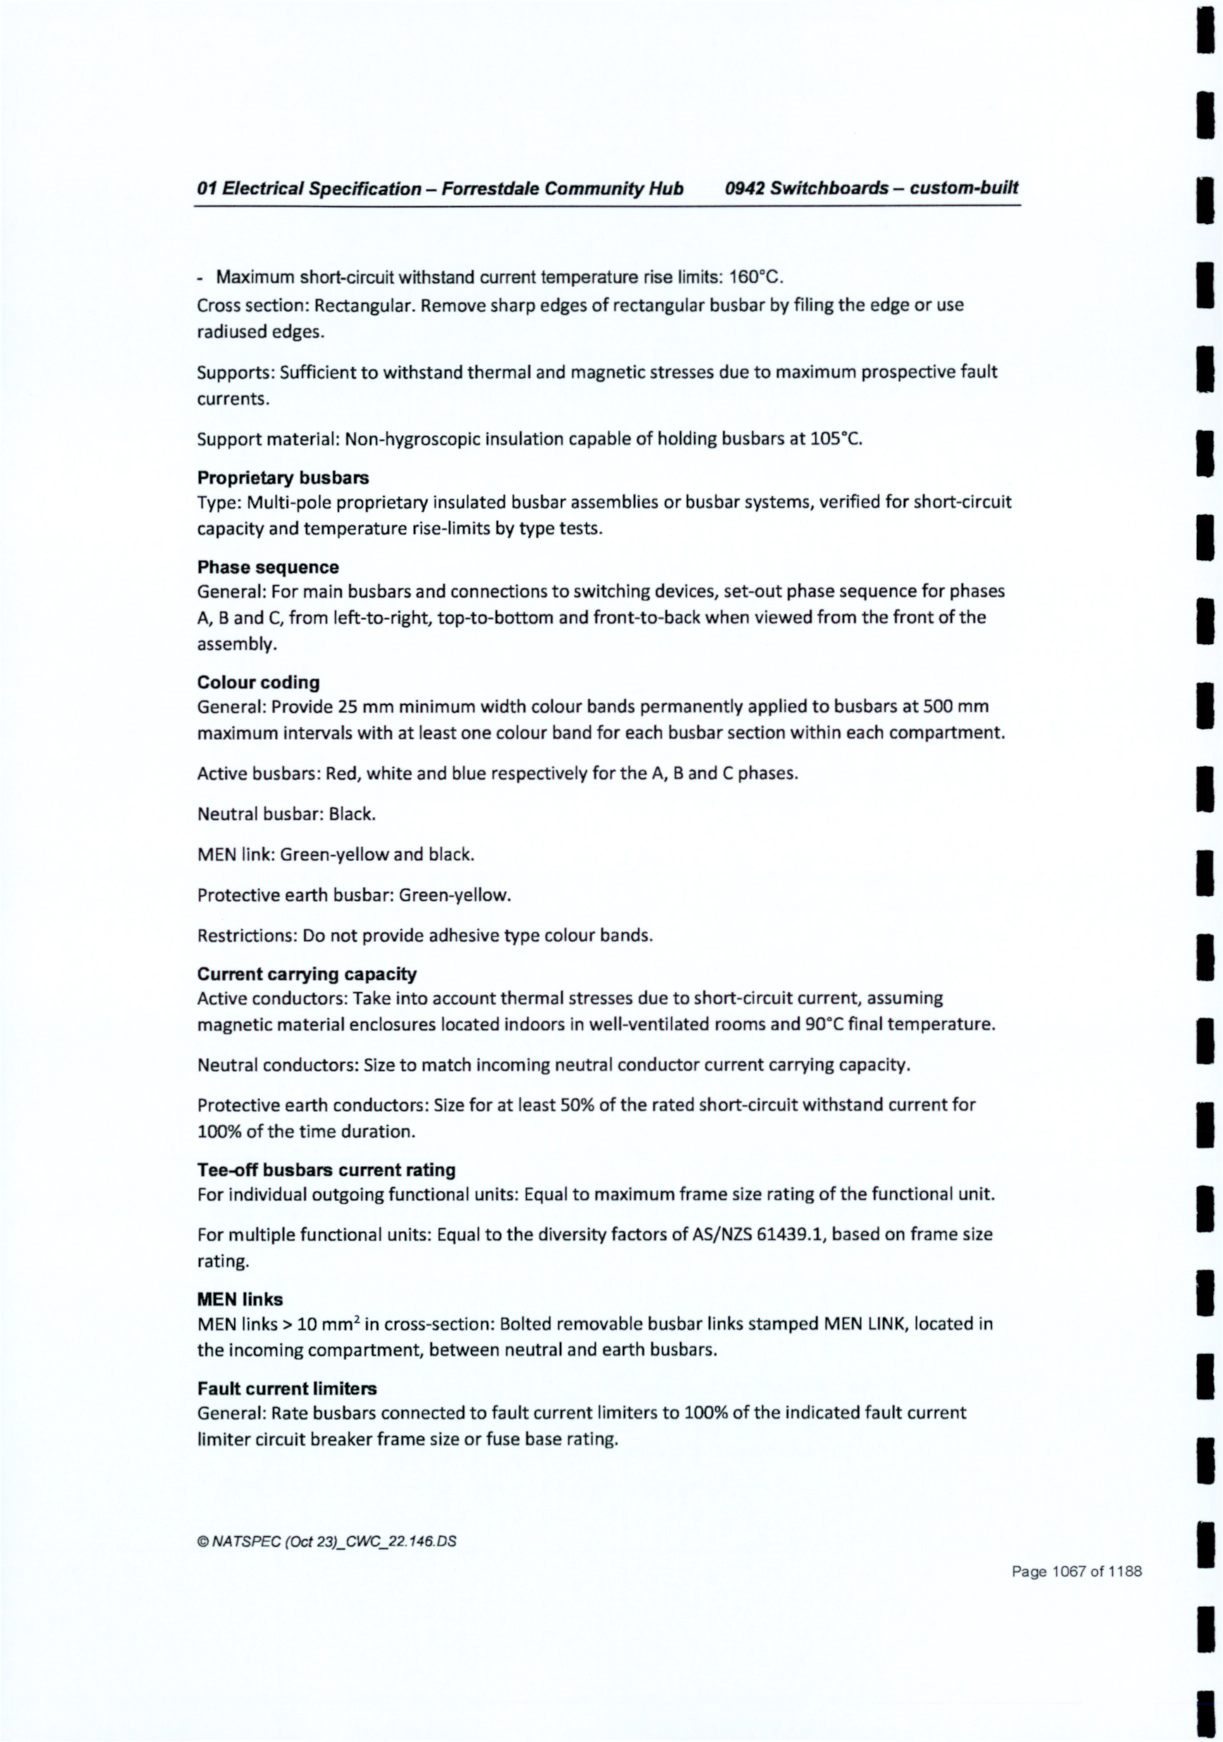 01 Electrical Specification – Forrestdale Community Hub 0942 Switchboards – custom-built
- Maximum short-circuit withstand current temperature rise limits: 160°C.
Cross section: Rectangular. Remove sharp edges of rectangular busbar by filing the edge or use
radiused edges.
Supports: Sufficient to withstand thermal and magnetic stresses due to maximum prospective fault
currents.
Support material: Non-hygroscopic insulation capable of holding busbars at 105°C.
Proprietary busbars
Type: Multi-pole proprietary insulated busbar assemblies or busbar systems, verified for short-circuit
capacity and temperature rise-limits by type tests.
Phase sequence
General: For main busbars and connections to switching devices, set-out phase sequence for phases
A, B and C, from left-to-right, top-to-bottom and front-to-back when viewed from the front of the
assembly.
Colour coding
General: Provide 25 mm minimum width colour bands permanently applied to busbars at 500 mm
maximum intervals with at least one colour band for each busbar section within each compartment.
Active busbars: Red, white and blue respectively for the A, B and C phases.
Neutral busbar: Black.
MEN link: Green-yellow and black.
Protective earth busbar: Green-yellow.
Restrictions: Do not provide adhesive type colour bands.
Current carrying capacity
Active conductors: Take into account thermal stresses due to short-circuit current, assuming
magnetic material enclosures located indoors in well-ventilated rooms and 90°C final temperature.
Neutral conductors: Size to match incoming neutral conductor current carrying capacity.
Protective earth conductors: Size for at least 50% of the rated short-circuit withstand current for
100% of the time duration.
Tee-off busbars current rating
For individual outgoing functional units: Equal to maximum frame size rating of the functional unit.
For multiple functional units: Equal to the diversity factors of AS/NZS 61439.1, based on frame size
rating.
MEN links
MEN links > 10 mm² in cross-section: Bolted removable busbar links stamped MEN LINK, located in
the incoming compartment, between neutral and earth busbars.
Fault current limiters
General: Rate busbars connected to fault current limiters to 100% of the indicated fault current
limiter circuit breaker frame size or fuse base rating.
© NATSPEC (Oct 23)_CWC_22.146.DS
Page 1067 of 1188